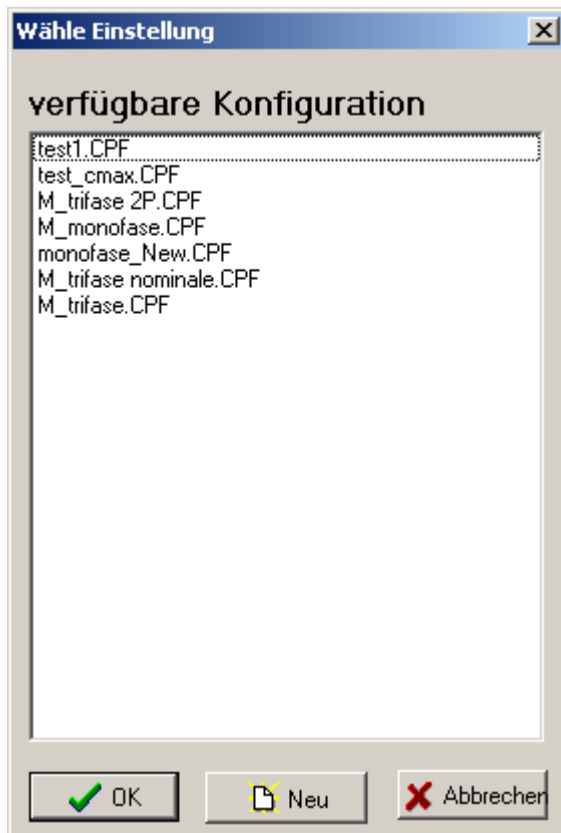 Wähle Einstellung
verfügbare Konfiguration
test1.CPF
test_cmax.CPF
M_trifase 2P.CPF
M_monofase.CPF
monofase_New.CPF
M_trifase nominale.CPF
M_trifase.CPF
OK Neu Abbrechen